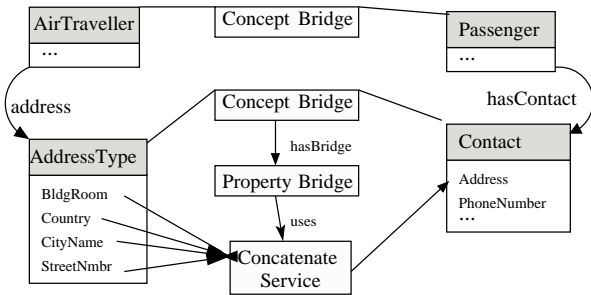 AirTraveller
...
Concept Bridge
Passenger
...
address
hasContact
Concept Bridge
AddressType
BldgRoom
Country
CityName
StreetNmbr
hasBridge
Property Bridge
uses
Concatenate
Service
Contact
Address
PhoneNumber
...